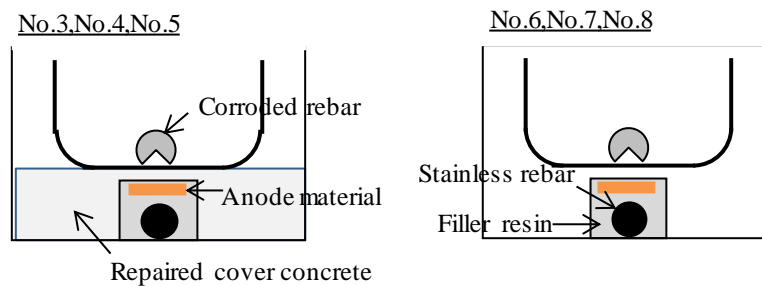 No.3,No.4,No.5
No.6,No.7,No.8
Corroded rebar
Anode material
Repaired cover concrete
Stainless rebar
Filler resin